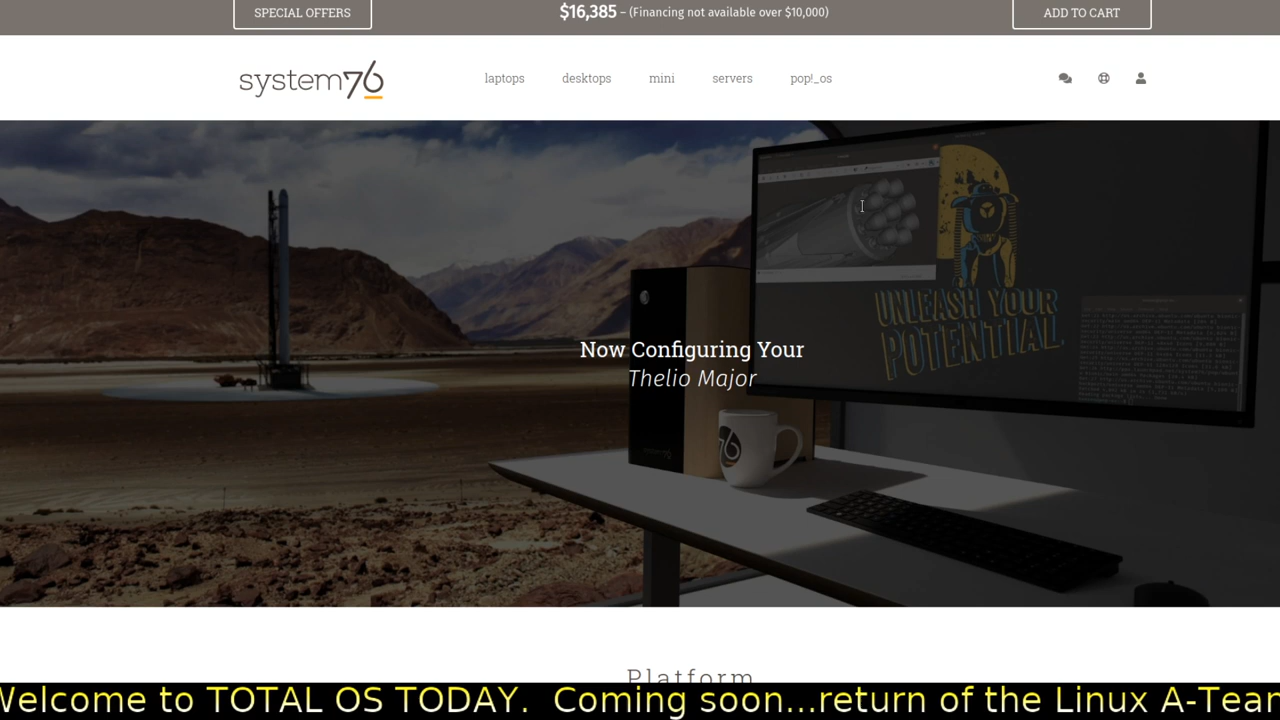 SPECIAL OFFERS
$16,385 – (Financing not available over $10,000)
ADD TO CART
system76
laptops
desktops
mini
servers
pop!_os
UNLEASH YOUR
POTENTIAL
Now Configuring Your
Thelio Major
76
Platform
Welcome to TOTAL OS TODAY.  Coming soon...return of the Linux A-Team